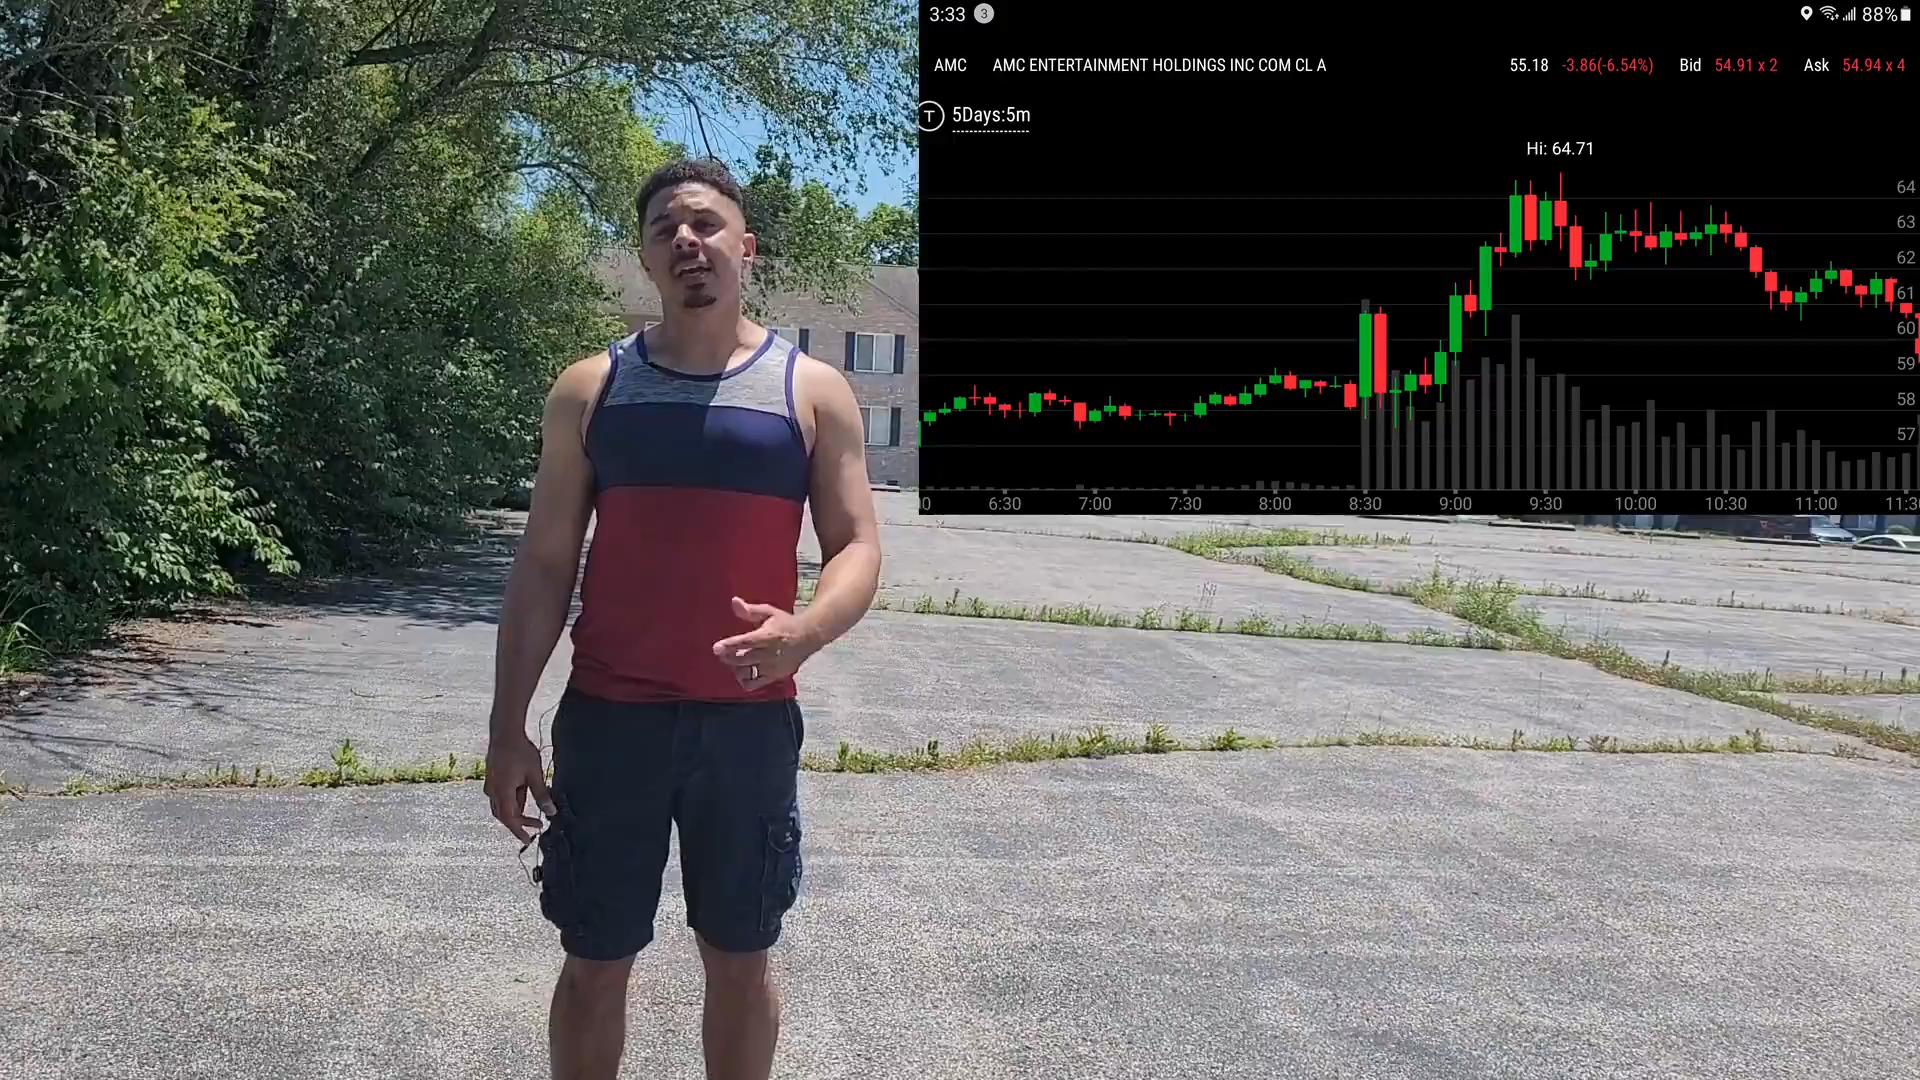 3:33 3 88%
AMC AMC ENTERTAINMENT HOLDINGS INC COM CL A 55.18 -3.86(-6.54%) Bid 54.91 x 2 Ask 54.94 x 4
T 5Days:5m
Hi: 64.71
64
63
62
61
60
59
58
57
6:30 7:00 7:30 8:00 8:30 9:00 9:30 10:00 10:30 11:00 11:30